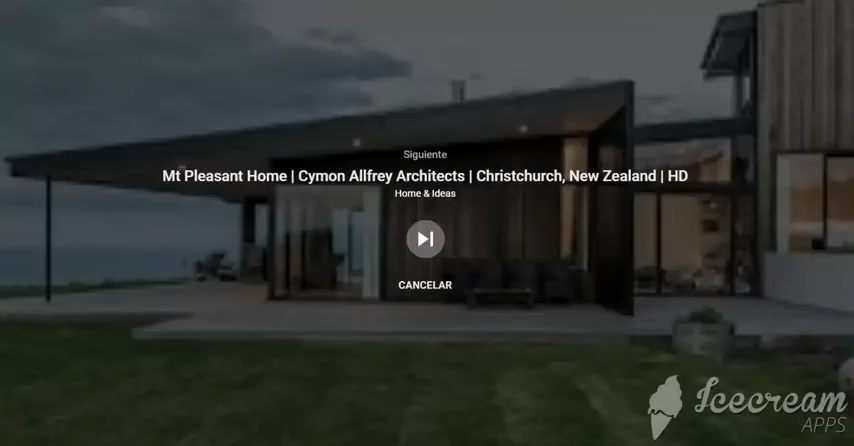 Siguiente
Mt Pleasant Home | Cymon Allfrey Architects | Christchurch, New Zealand | HD
Home & Ideas
CANCELAR
Icecream
APPS